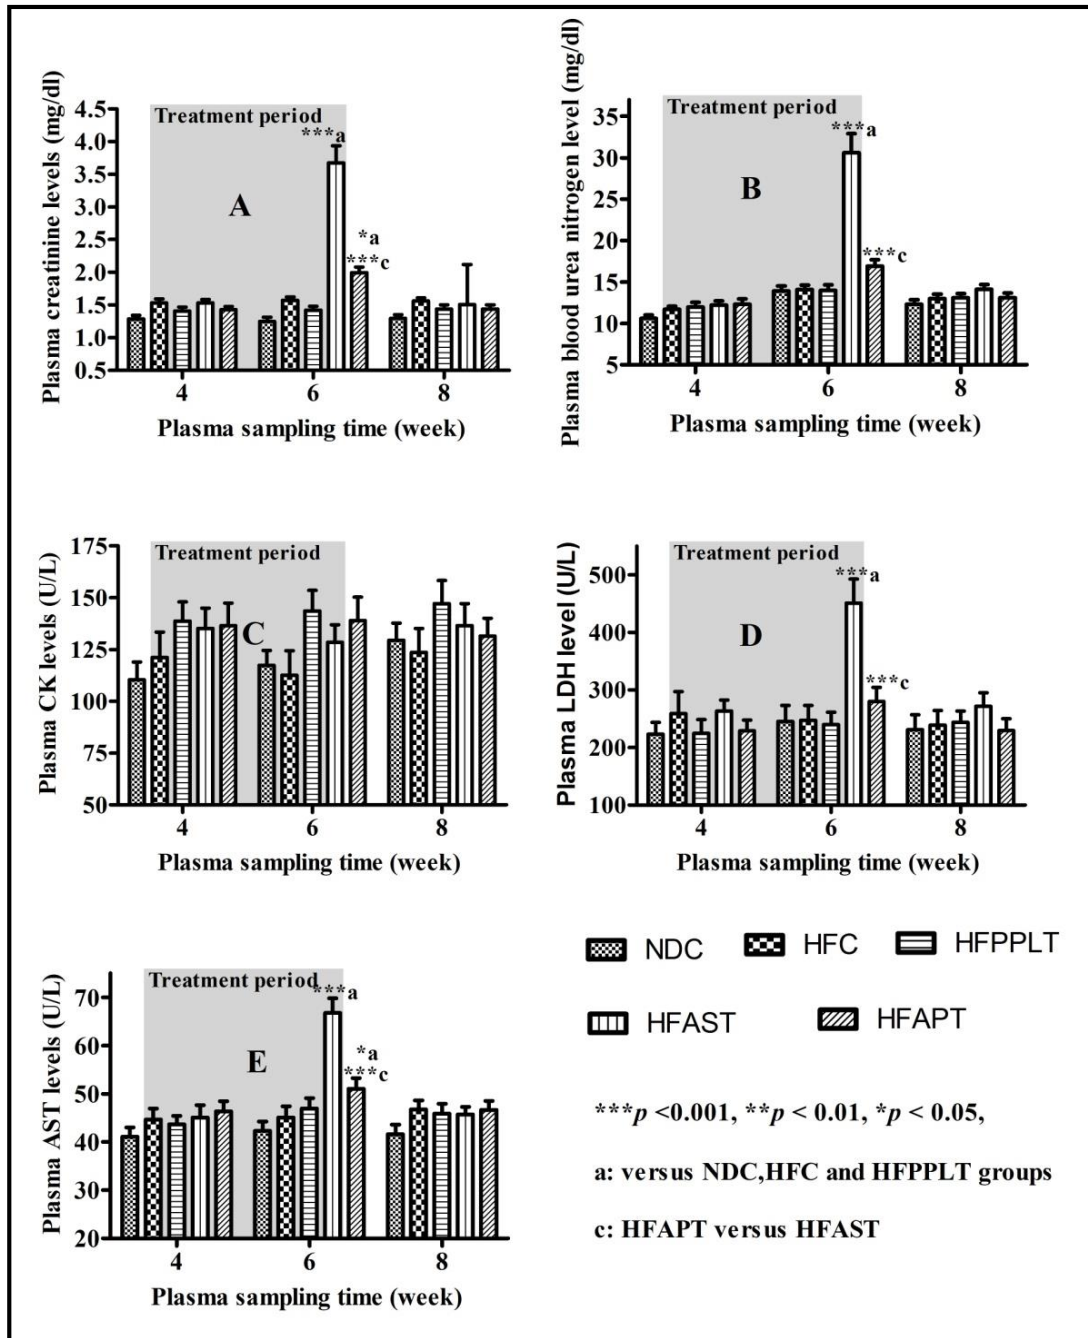 Plasma creatinine levels (mg/dl)
4.5
4.0
3.5
3.0
2.5
2.0
1.5
1.0
0.5
Treatment period
***a
A
*a
***c
4 6 8
Plasma sampling time (week)
Plasma blood urea nitrogen level (mg/dl)
35
30
25
20
15
10
5
Treatment period
***a
B
***c
4 6 8
Plasma sampling time (week)
Plasma CK levels (U/L)
175
150
125
100
75
50
Treatment period
C
4 6 8
Plasma sampling time (week)
Plasma LDH level (U/L)
500
400
300
200
100
Treatment period
***a
D
***c
4 6 8
Plasma sampling time (week)
Plasma AST levels (U/L)
70
60
50
40
30
20
Treatment period
***a
E
*a
***c
4 6 8
Plasma sampling time (week)
NDC HFC HFPPLT
HFAST HFAPT
***p <0.001, **p < 0.01, *p < 0.05,
a: versus NDC,HFC and HFPPLT groups
c: HFAPT versus HFAST